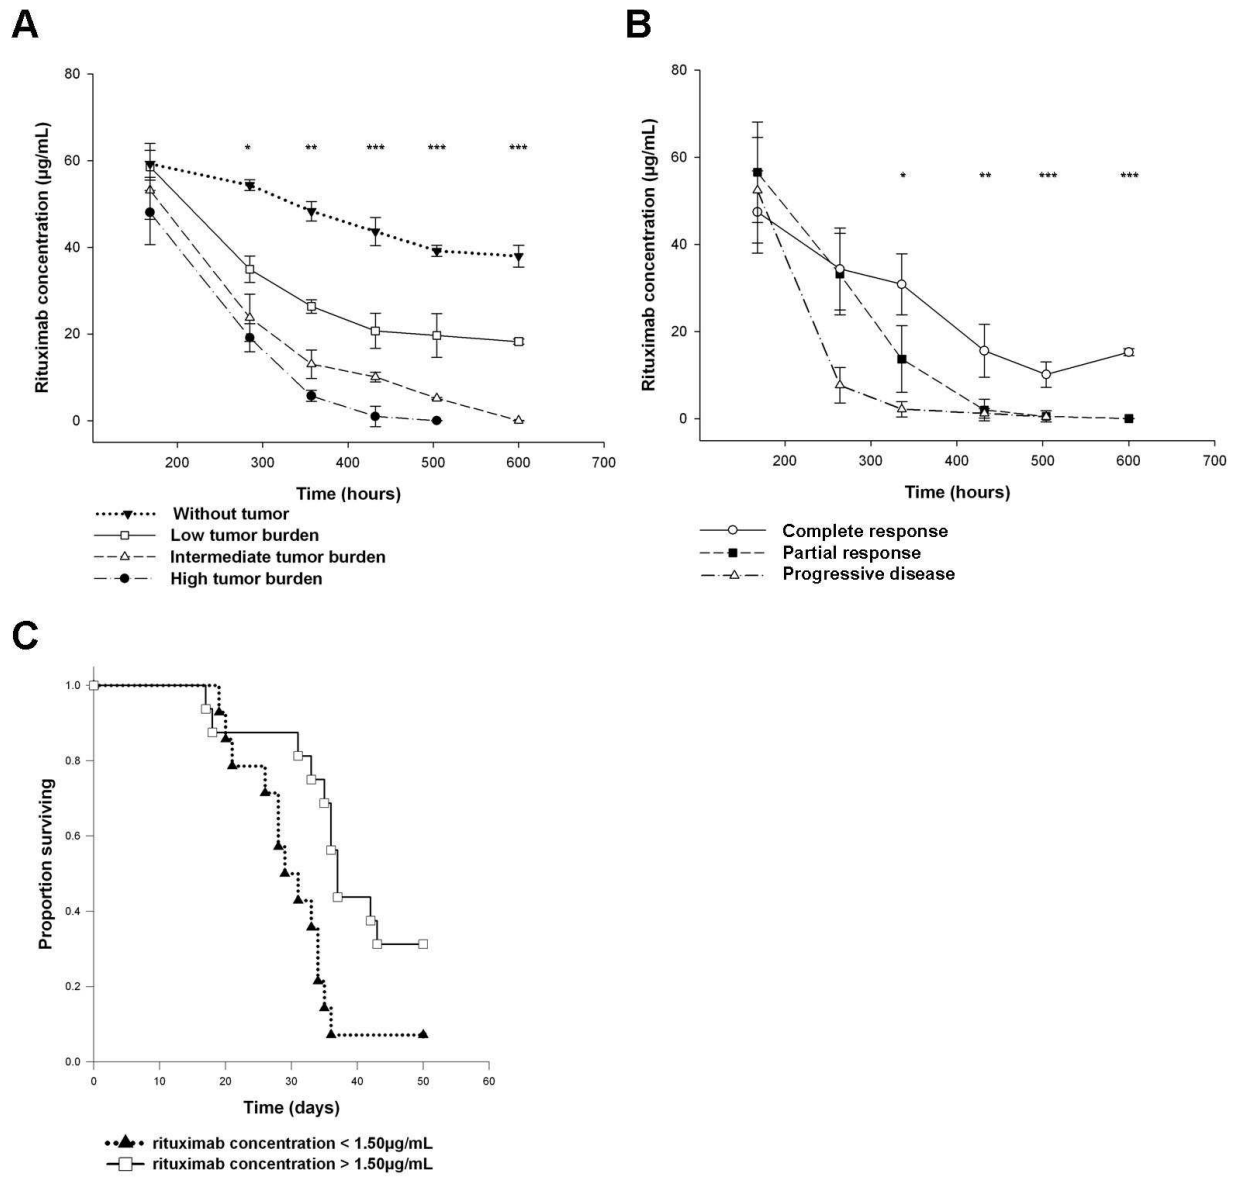 A
B
80
60
40
20
0
Rituximab concentration (µg/mL)
* ** *** *** ***
200 300 400 500 600 700
Time (hours)
Without tumor
Low tumor burden
Intermediate tumor burden
High tumor burden
80
60
40
20
0
Rituximab concentration (µg/mL)
* ** *** ***
200 300 400 500 600 700
Time (hours)
Complete response
Partial response
Progressive disease
C
1.0
0.8
0.6
0.4
0.2
0.0
Proportion surviving
0 10 20 30 40 50 60
Time (days)
rituximab concentration < 1.50µg/mL
rituximab concentration > 1.50µg/mL